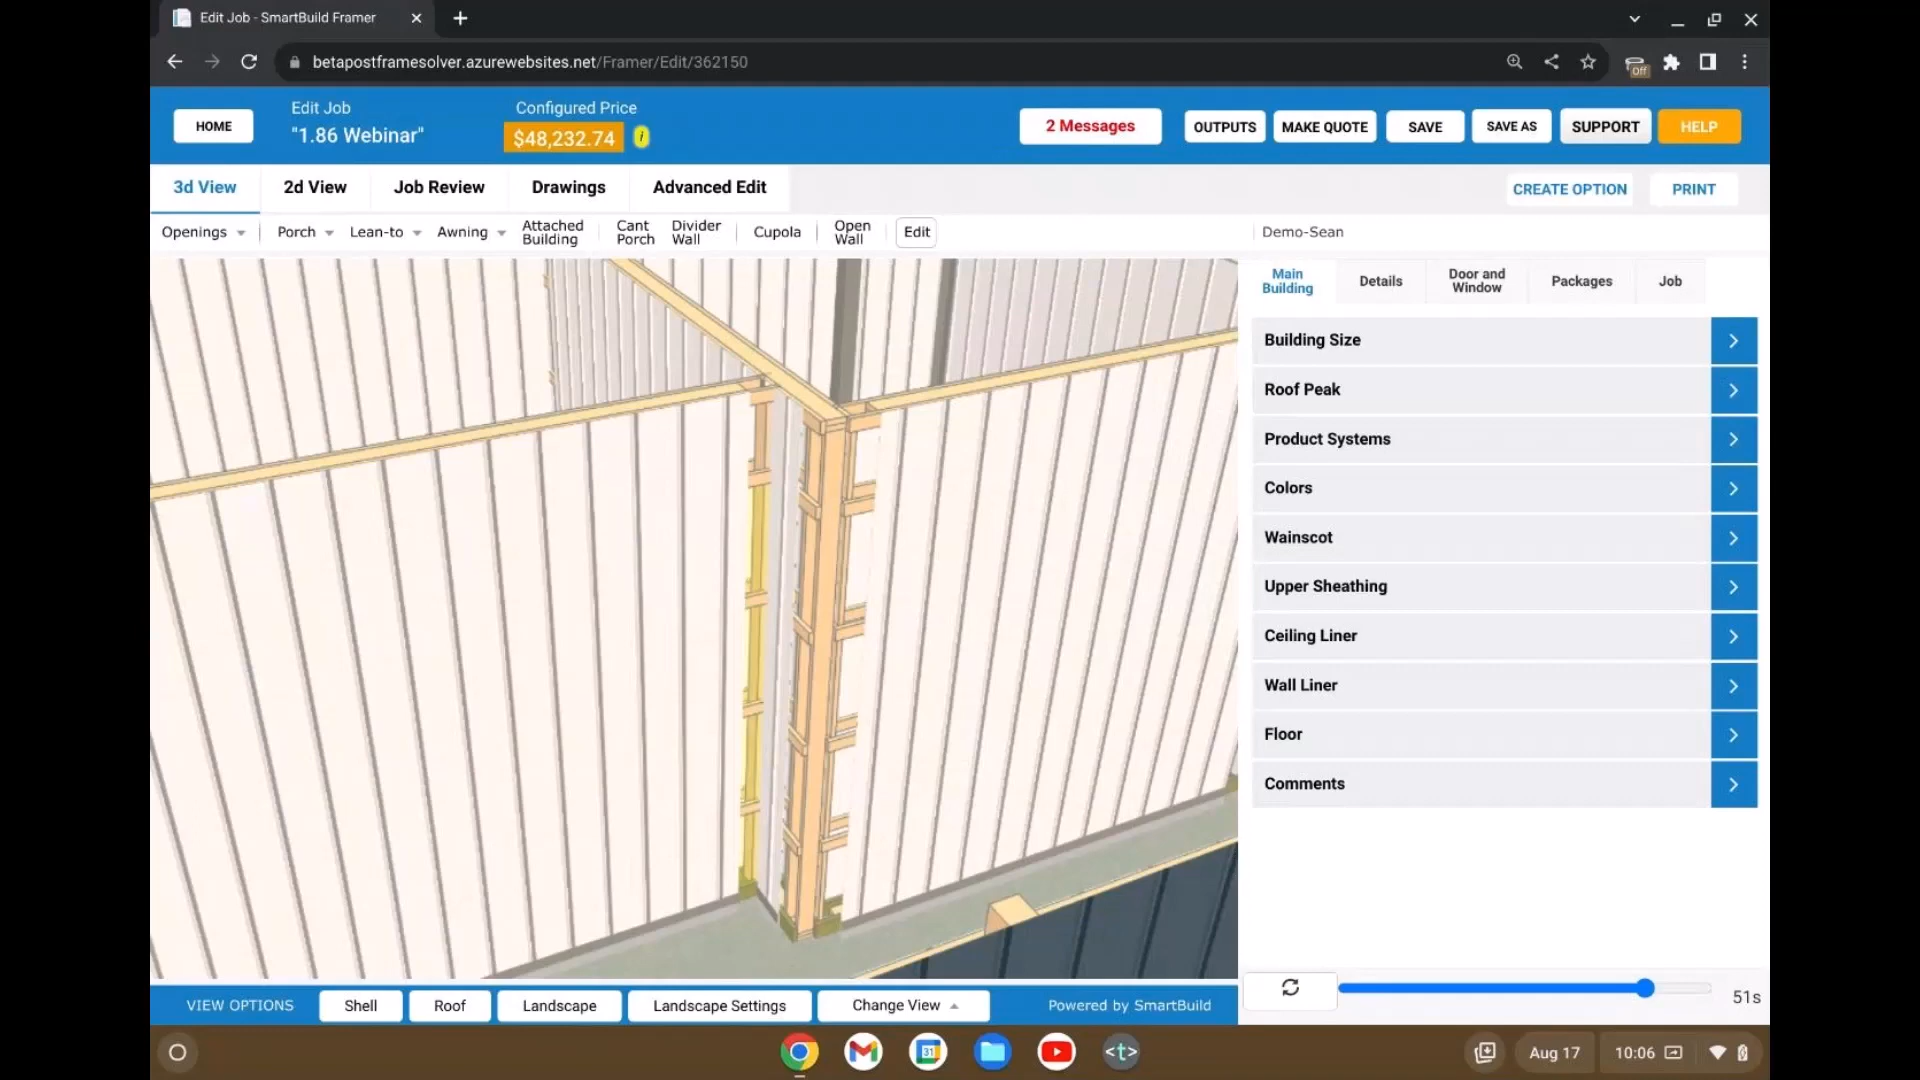 Edit Job - SmartBuild Framer
betapostframesolver.azurewebsites.net/Framer/Edit/362150
Off
HOME
Edit Job
"1.86 Webinar"
Configured Price
$48,232.74
i
2 Messages
OUTPUTS
MAKE QUOTE
SAVE
SAVE AS
SUPPORT
HELP
3d View
2d View
Job Review
Drawings
Advanced Edit
CREATE OPTION
PRINT
Openings
Porch
Lean-to
Awning
Attached
Building
Cant
Porch
Divider
Wall
Cupola
Open
Wall
Edit
Demo-Sean
Main
Building
Details
Door and
Window
Packages
Job
Building Size
Roof Peak
Product Systems
Colors
Wainscot
Upper Sheathing
Ceiling Liner
Wall Liner
Floor
Comments
51s
VIEW OPTIONS
Shell
Roof
Landscape
Landscape Settings
Change View
Powered by SmartBuild
31
<t>
Aug 17
10:06